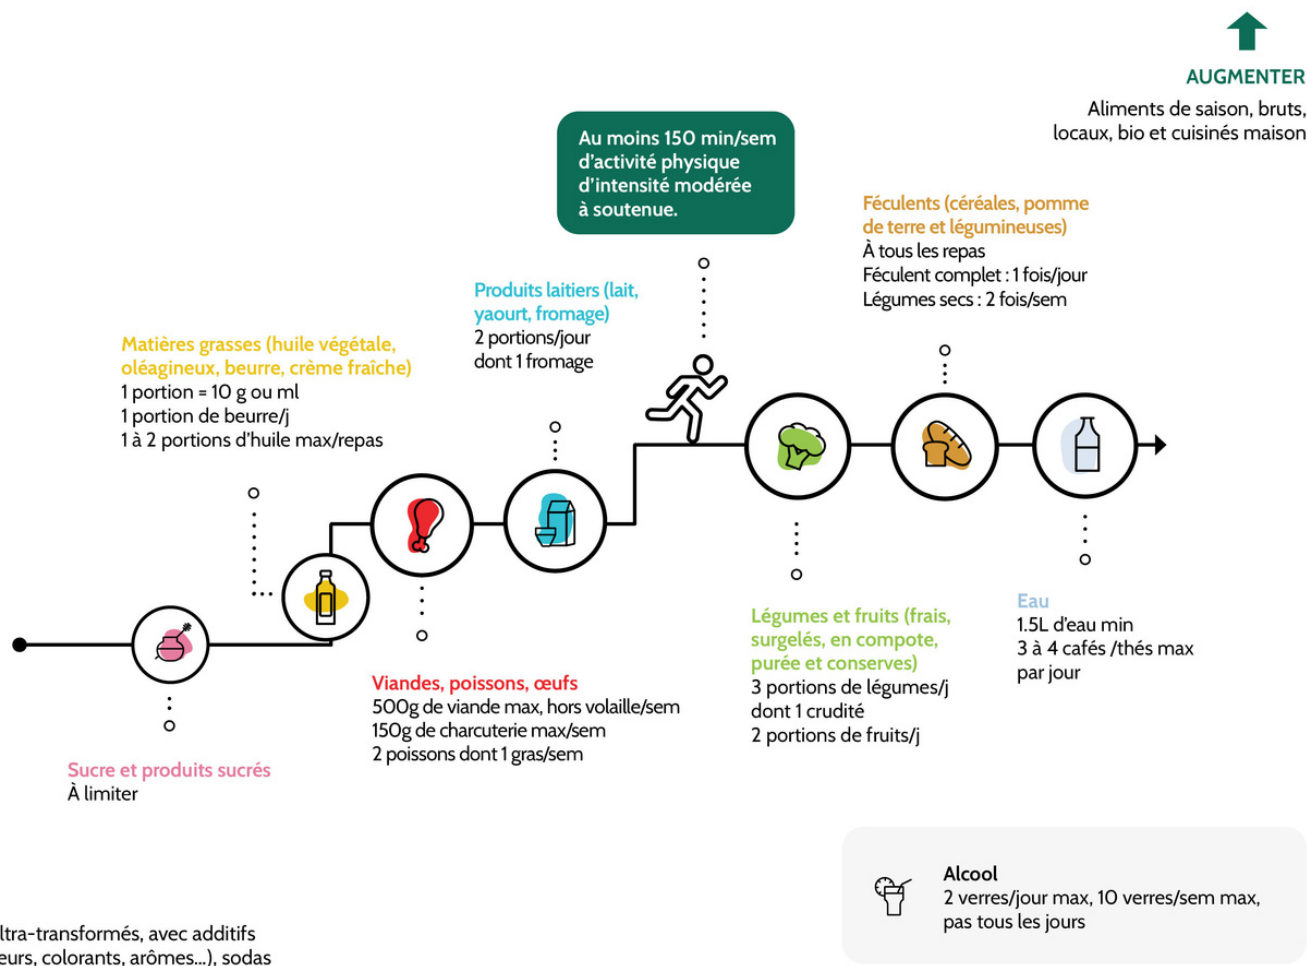 AUGMENTER
Aliments de saison, bruts,
locaux, bio et cuisinés maison
Au moins 150 min/sem
d'activité physique
d'intensité modérée
à soutenue.
Féculents (céréales, pomme
de terre et légumineuses)
À tous les repas
Féculent complet : 1 fois/jour
Légumes secs : 2 fois/sem
Produits laitiers (lait,
yaourt, fromage)
2 portions/jour
dont 1 fromage
Matières grasses (huile végétale,
oléagineux, beurre, crème fraîche)
1 portion = 10 g ou ml
1 portion de beurre/j
1 à 2 portions d'huile max/repas
Légumes et fruits (frais,
surgelés, en compote,
purée et conserves)
3 portions de légumes/j
dont 1 crudité
2 portions de fruits/j
Eau
1.5L d'eau min
3 à 4 cafés /thés max
par jour
Viandes, poissons, œufs
500g de viande max, hors volaille/sem
150g de charcuterie max/sem
2 poissons dont 1 gras/sem
Sucre et produits sucrés
À limiter
Alcool
2 verres/jour max, 10 verres/sem max,
pas tous les jours
ltra-transformés, avec additifs
eurs, colorants, arômes...), sodas